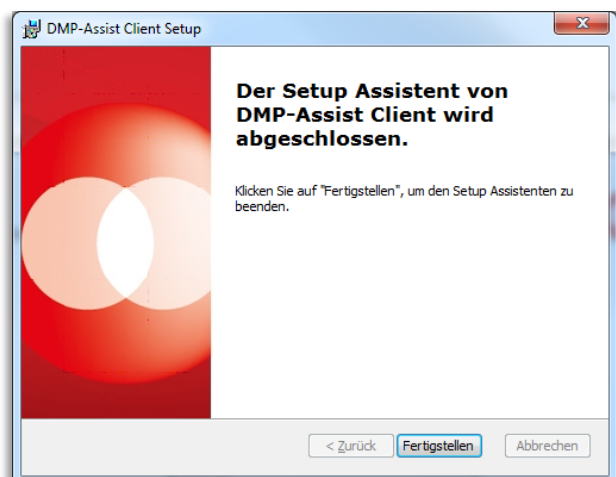 DMP-Assist Client Setup
Der Setup Assistent von
DMP-Assist Client wird
abgeschlossen.
Klicken Sie auf "Fertigstellen", um den Setup Assistenten zu
beenden.
< Zurück Fertigstellen Abbrechen